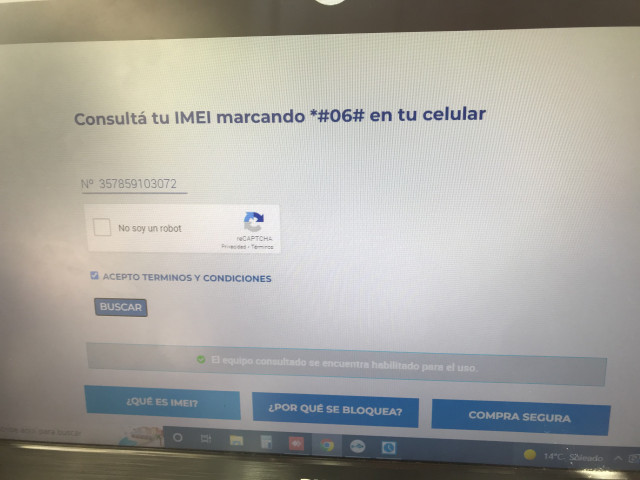 Consultá tu IMEI marcando *#06# en tu celular
Nº 357859103072
No soy un robot
reCAPTCHA
Privacidad - Términos
ACEPTO TERMINOS Y CONDICIONES
BUSCAR
El equipo consultado se encuentra habilitado para el uso.
¿QUÉ ES IMEI?
¿POR QUÉ SE BLOQUEA?
COMPRA SEGURA
14°C Soleado